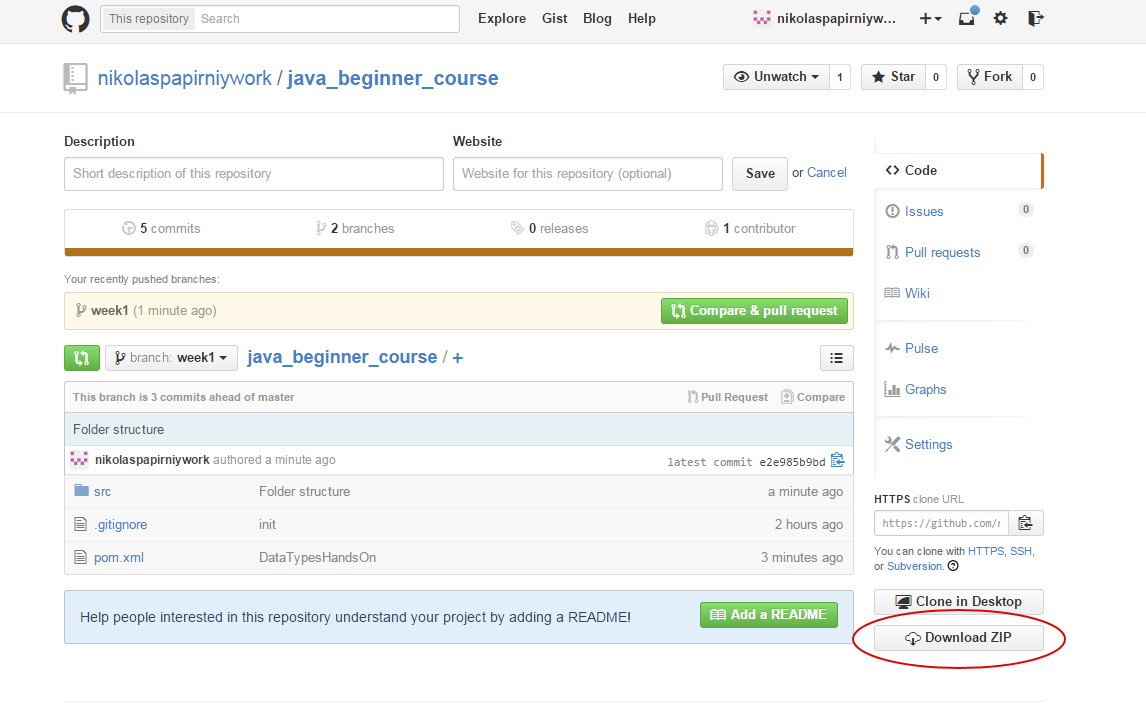 This repository Search Explore Gist Blog Help nikolaspapirniyw...
nikolaspapirniywork / java_beginner_course Unwatch 1 Star 0 Fork 0
Description Website
Short description of this repository Website for this repository (optional) Save or Cancel
5 commits 2 branches 0 releases 1 contributor
Your recently pushed branches:
week1 (1 minute ago) Compare & pull request
branch: week1 java_beginner_course / +
This branch is 3 commits ahead of master Pull Request Compare
Folder structure
nikolaspapirniywork authored a minute ago latest commit e2e985b9bd
src Folder structure a minute ago
.gitignore init 2 hours ago
pom.xml DataTypesHandsOn 3 minutes ago
Help people interested in this repository understand your project by adding a README! Add a README
Code
Issues 0
Pull requests 0
Wiki
Pulse
Graphs
Settings
HTTPS clone URL
https://github.com/
You can clone with HTTPS, SSH,
or Subversion.
Clone in Desktop
Download ZIP